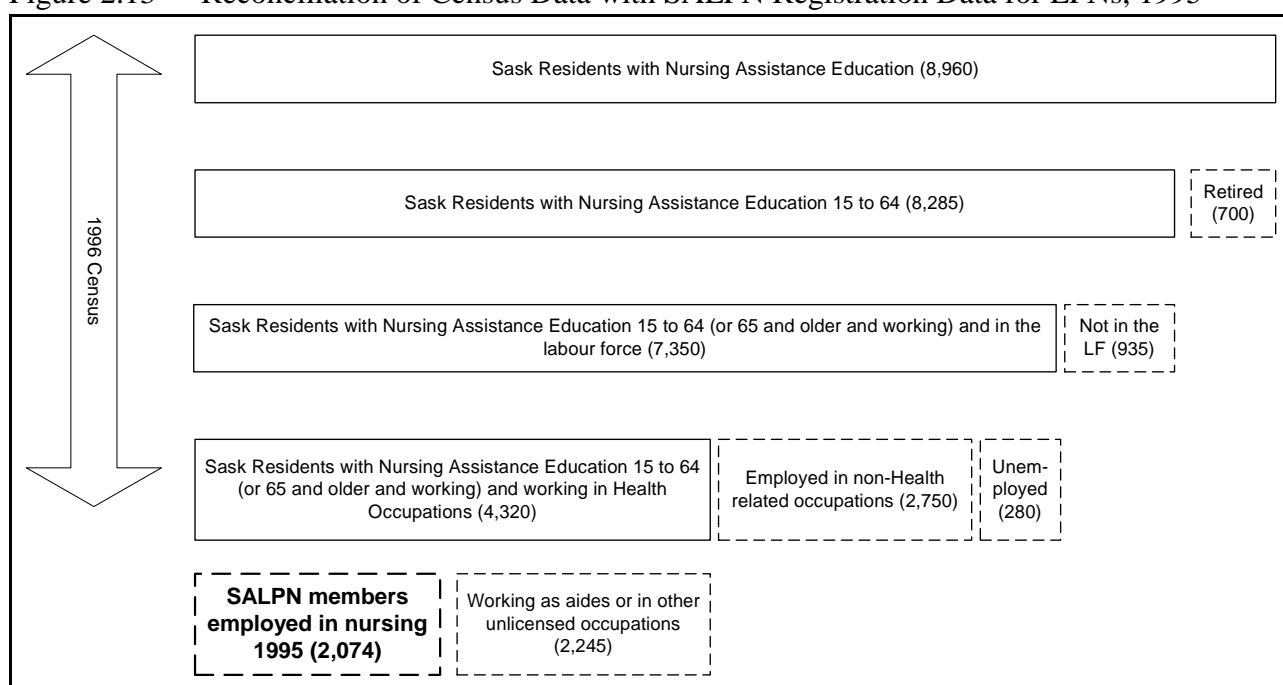 Figure 2.13 Reconciliation of Census Data with SALPN Registration Data for LPNs, 1995
Sask Residents with Nursing Assistance Education (8,960)
Sask Residents with Nursing Assistance Education 15 to 64 (8,285)
Retired
(700)
1996 Census
Sask Residents with Nursing Assistance Education 15 to 64 (or 65 and older and working) and in the
labour force (7,350)
Not in the
LF (935)
Sask Residents with Nursing Assistance Education 15 to 64
(or 65 and older and working) and working in Health
Occupations (4,320)
Employed in non-Health
related occupations (2,750)
Unem-
ployed
(280)
SALPN members
employed in nursing
1995 (2,074)
Working as aides or in other
unlicensed occupations
(2,245)